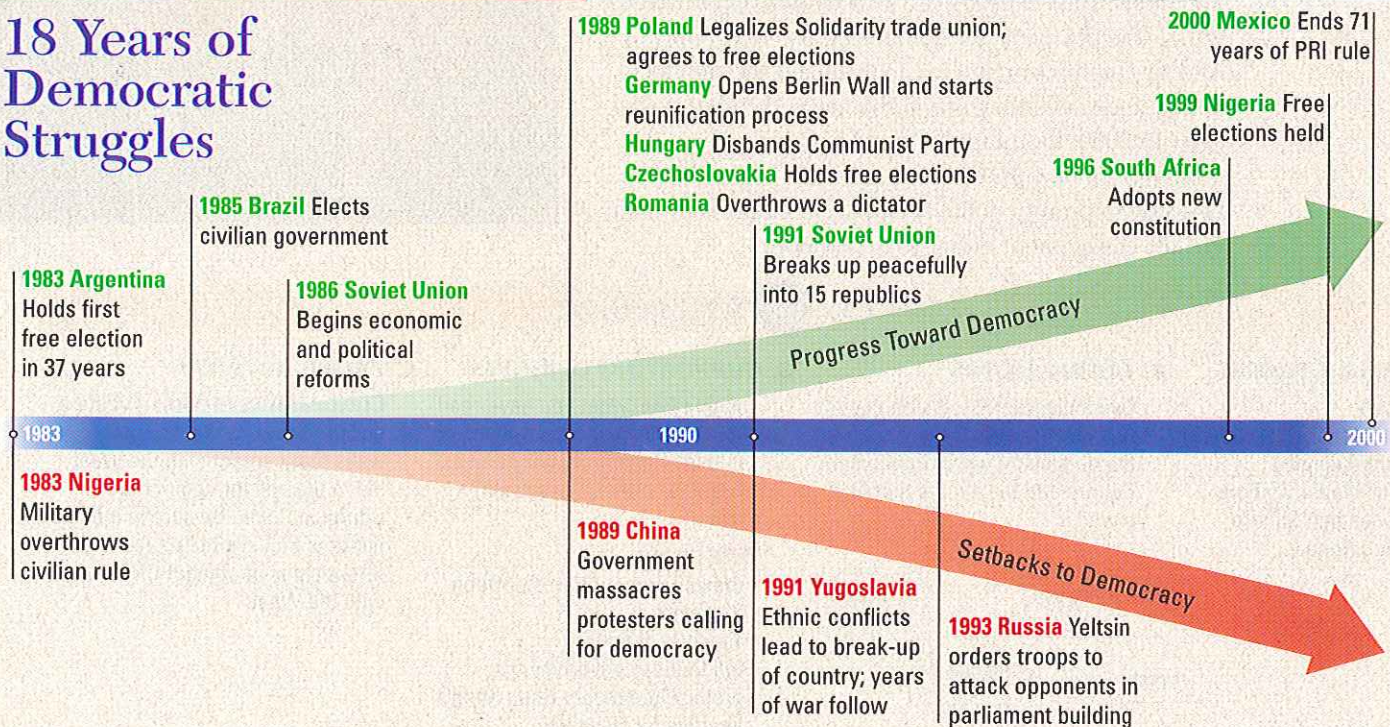 18 Years of
Democratic
Struggles
1983 Argentina
Holds first
free election
in 37 years
1985 Brazil Elects
civilian government
1986 Soviet Union
Begins economic
and political
reforms
1989 Poland Legalizes Solidarity trade union;
agrees to free elections
Germany Opens Berlin Wall and starts
reunification process
Hungary Disbands Communist Party
Czechoslovakia Holds free elections
Romania Overthrows a dictator
1991 Soviet Union
Breaks up peacefully
into 15 republics
1996 South Africa
Adopts new
constitution
1999 Nigeria Free
elections held
2000 Mexico Ends 71
years of PRI rule
Progress Toward Democracy
1983
1990
2000
1983 Nigeria
Military
overthrows
civilian rule
1989 China
Government
massacres
protesters calling
for democracy
1991 Yugoslavia
Ethnic conflicts
lead to break-up
of country; years
of war follow
1993 Russia Yeltsin
orders troops to
attack opponents in
parliament building
Setbacks to Democracy